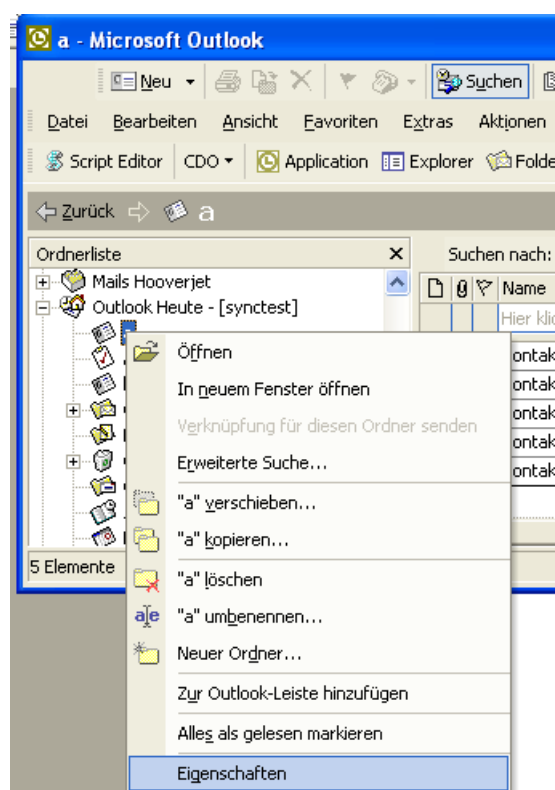 a - Microsoft Outlook
Neu Suchen
Datei Bearbeiten Ansicht Favoriten Extras Aktionen
Script Editor CDO Application Explorer Folde
Zurück a
Ordnerliste Suchen nach:
Mails Hooverjet Name
Outlook Heute - [synctest] Hier klic
Öffnen ontak
In neuem Fenster öffnen ontak
Verknüpfung für diesen Ordner senden ontak
Erweiterte Suche... ontak
"a" verschieben... ontak
"a" kopieren...
5 Elemente "a" löschen
"a" umbenennen...
Neuer Ordner...
Zur Outlook-Leiste hinzufügen
Alles als gelesen markieren
Eigenschaften